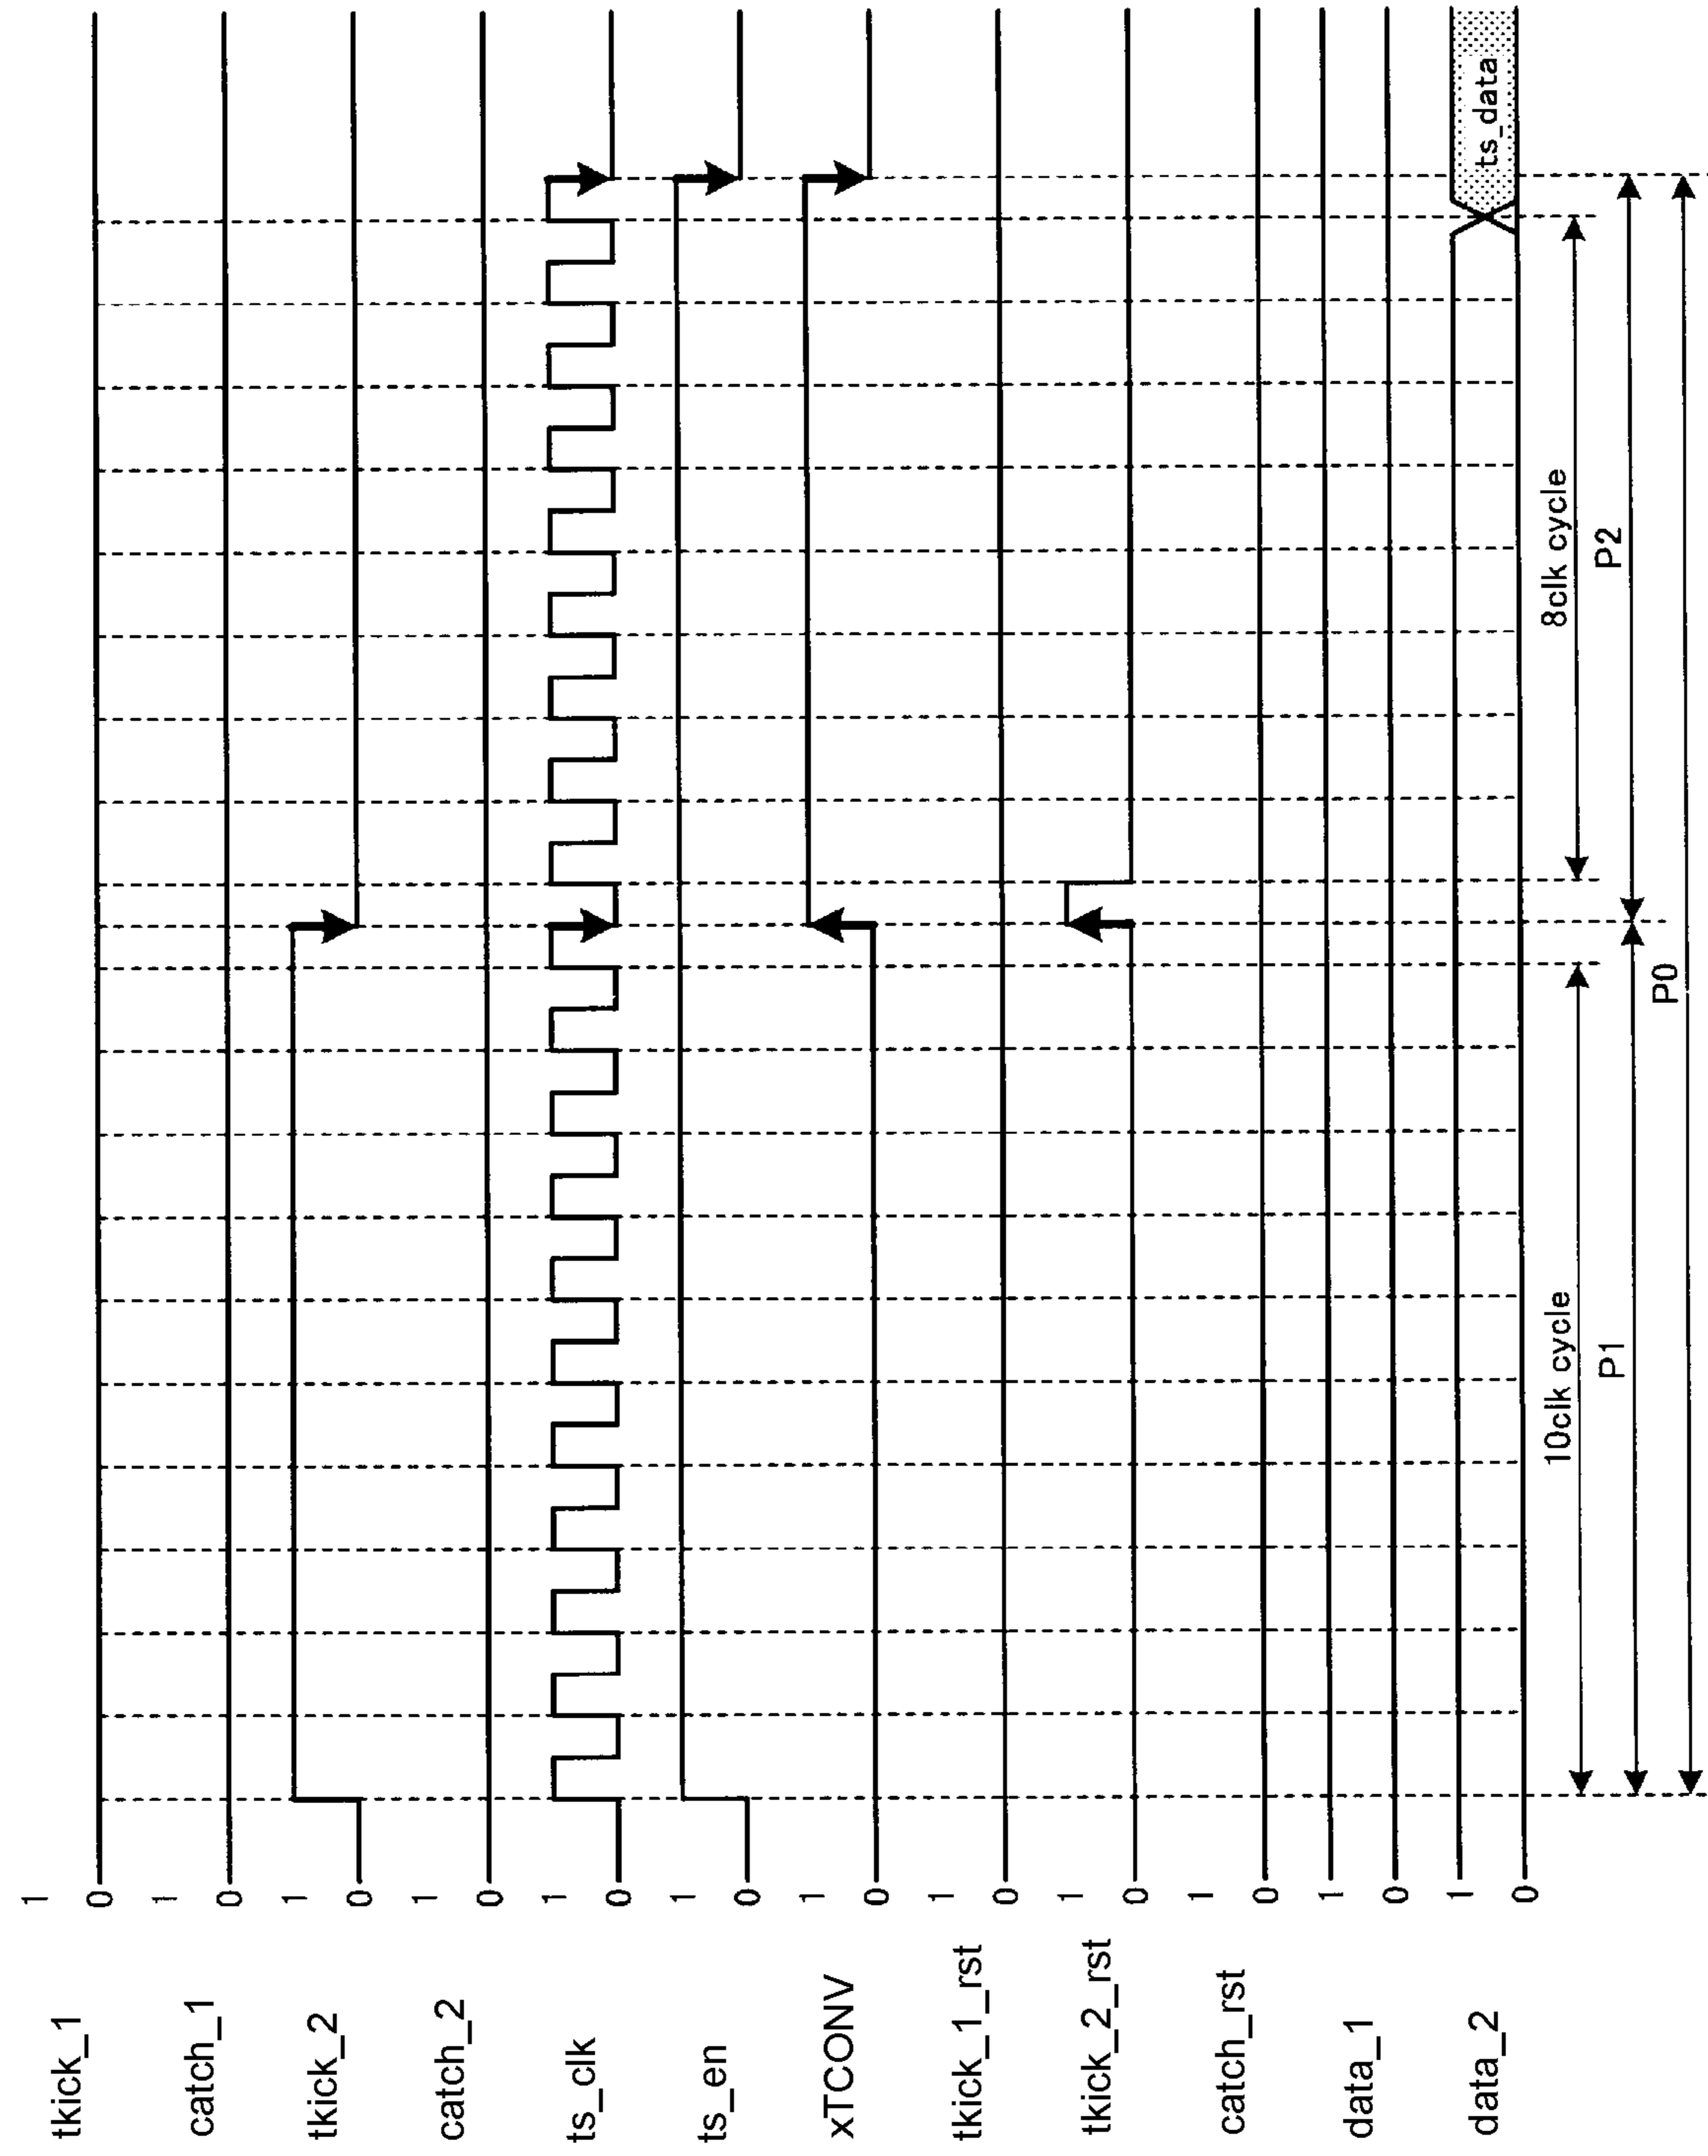 tkick_1
1
0
catch_1
1
0
tkick_2
1
0
catch_2
1
0
ts_clk
1
0
ts_en
1
0
xTCONV
1
0
tkick_1_rst
1
0
tkick_2_rst
1
0
catch_rst
1
0
data_1
1
0
data_2
1
0
ts_data
10clk cycle
8clk cycle
P1
P2
P0